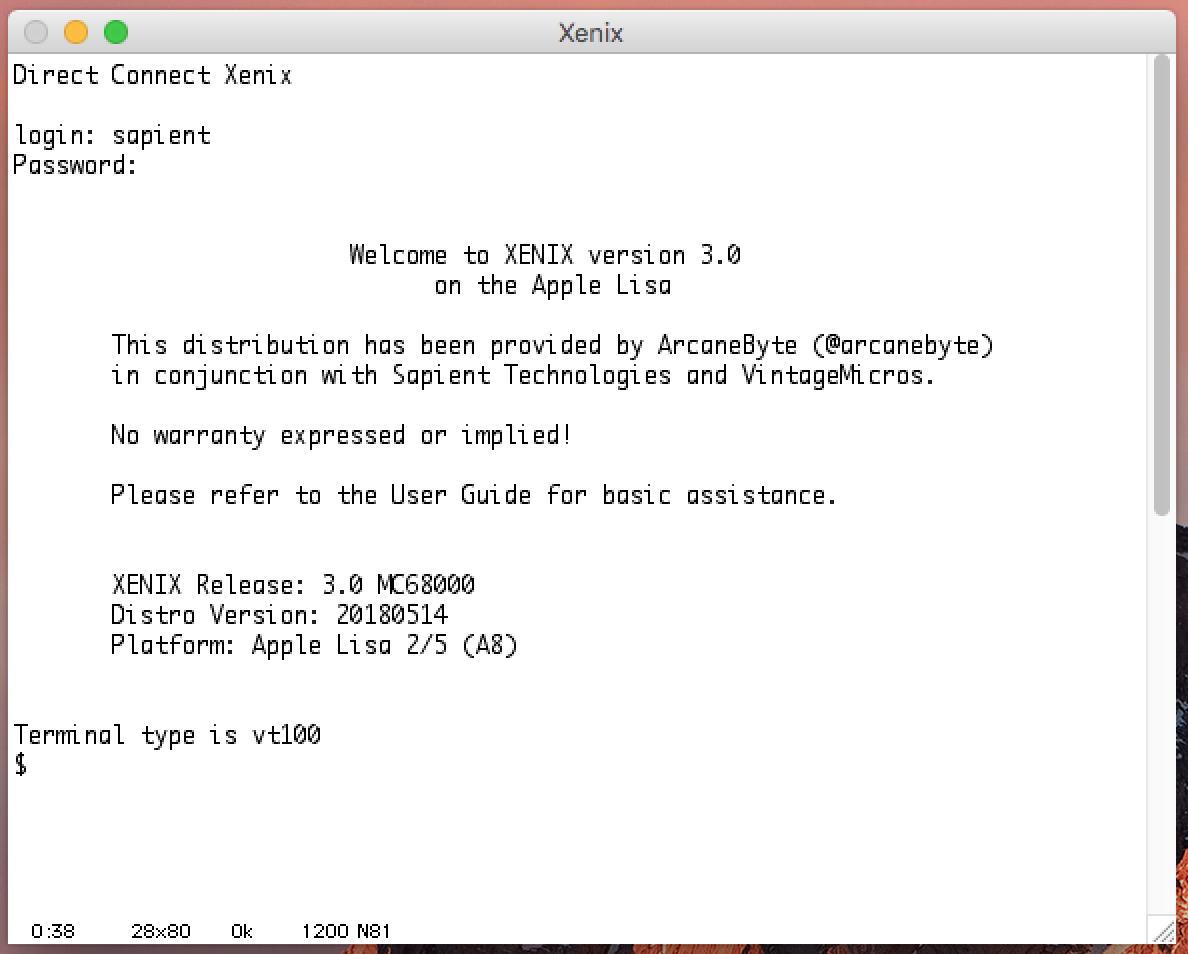 Xenix
Direct Connect Xenix
login: sapient
Password:
Welcome to XENIX version 3.0
on the Apple Lisa
This distribution has been provided by ArcaneByte (@arcanebyte)
in conjunction with Sapient Technologies and VintageMicros.
No warranty expressed or implied!
Please refer to the User Guide for basic assistance.
XENIX Release: 3.0 MC68000
Distro Version: 20180514
Platform: Apple Lisa 2/5 (A8)
Terminal type is vt100
$
0:38 28x80 0k 1200 N81